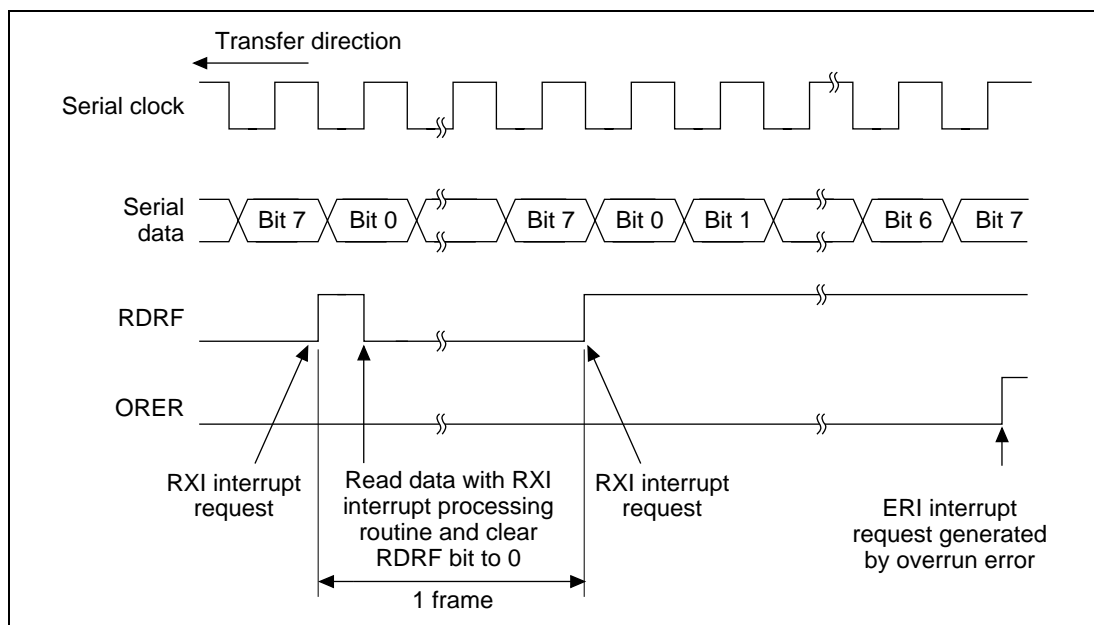 Transfer direction
Serial clock
Serial
data
Bit 7
Bit 0
Bit 7
Bit 0
Bit 1
Bit 6
Bit 7
RDRF
ORER
RXI interrupt
request
Read data with RXI
interrupt processing
routine and clear
RDRF bit to 0
RXI interrupt
request
ERI interrupt
request generated
by overrun error
1 frame